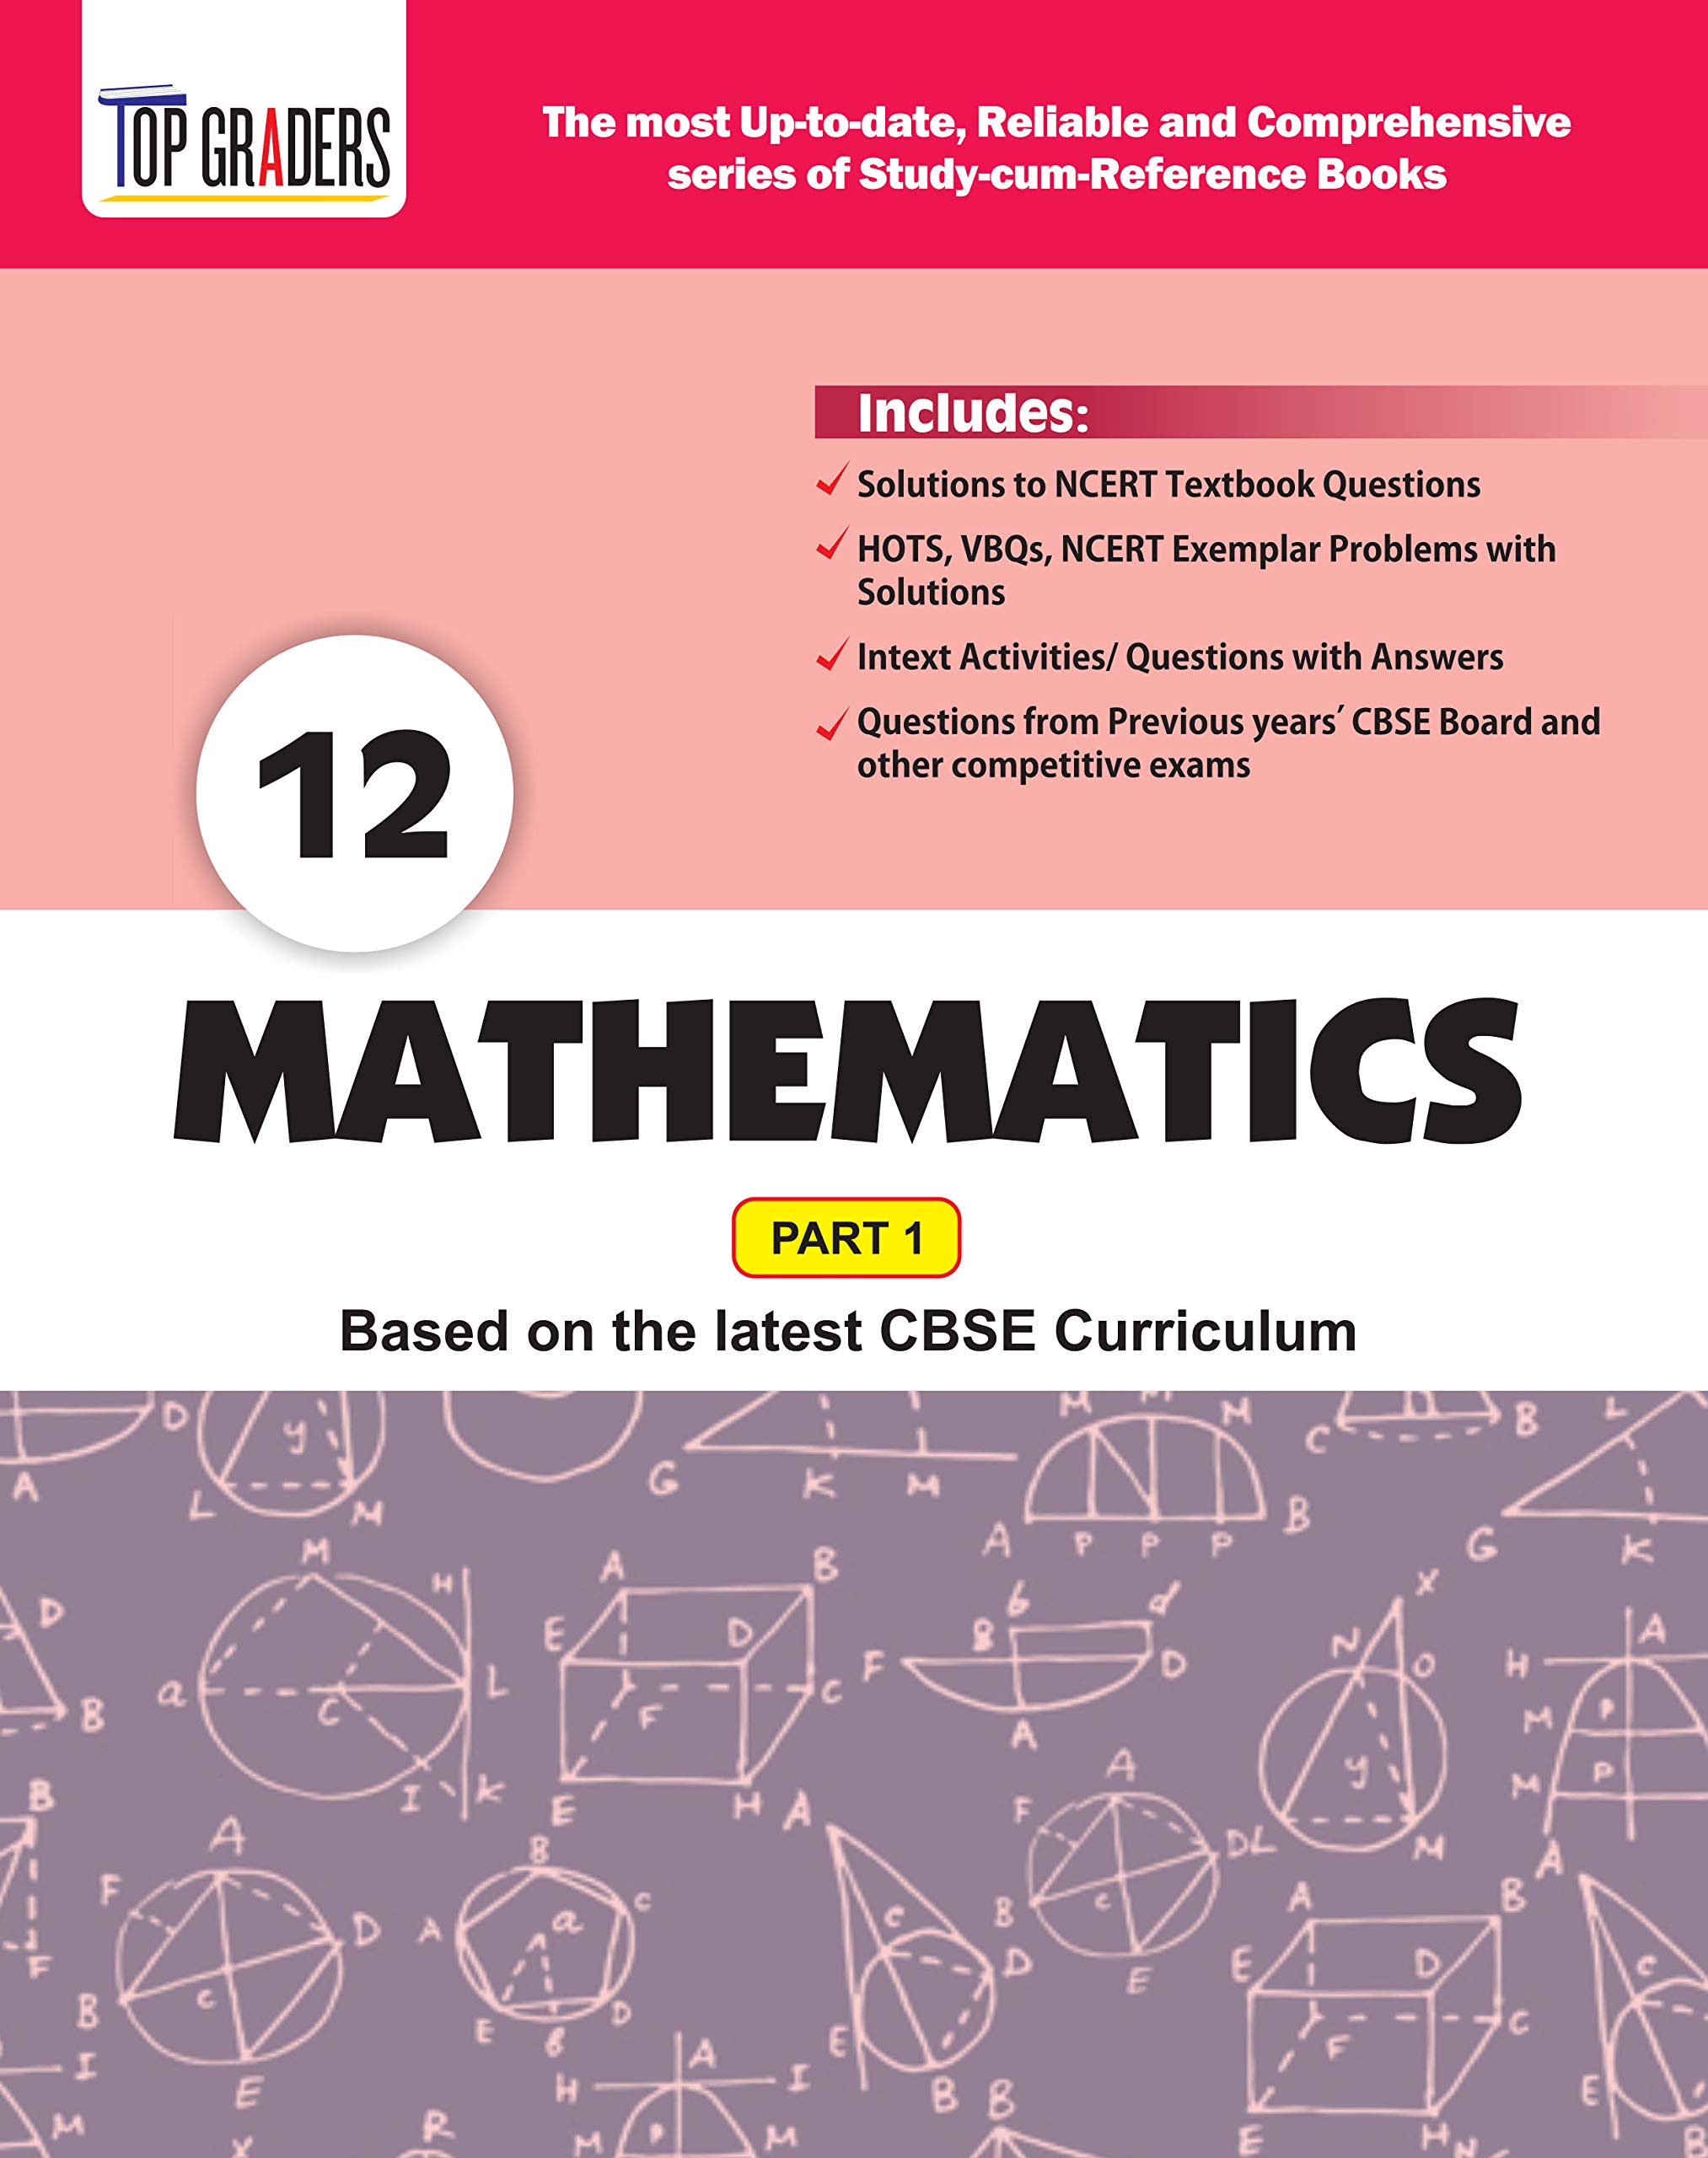 TOP GRADERS
The most Up-to-date, Reliable and Comprehensive
series of Study-cum-Reference Books
Includes:
Solutions to NCERT Textbook Questions
HOTS, VBQs, NCERT Exemplar Problems with
Solutions
Intext Activities/ Questions with Answers
Questions from Previous years' CBSE Board and
other competitive exams
12
MATHEMATICS
PART 1
Based on the latest CBSE Curriculum